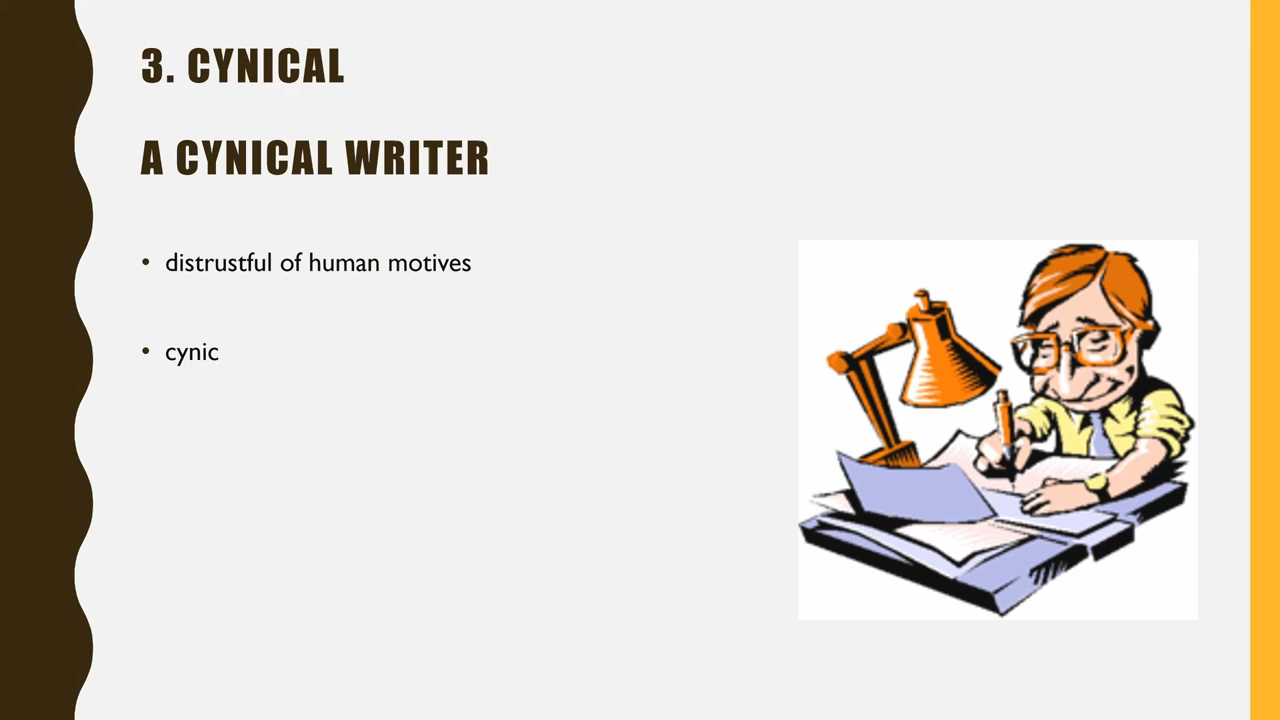 3. CYNICAL
A CYNICAL WRITER
• distrustful of human motives
• cynic